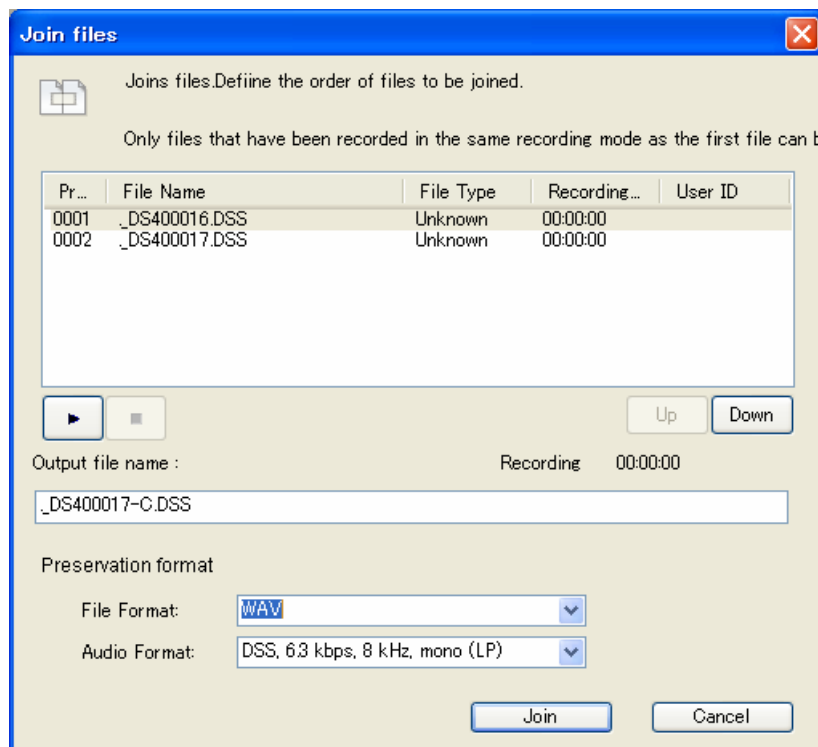 Join files
Joins files.Defiine the order of files to be joined.
Only files that have been recorded in the same recording mode as the first file can
Pr... File Name File Type Recording... User ID
0001 ._DS400016.DSS Unknown 00:00:00
0002 ._DS400017.DSS Unknown 00:00:00
Up Down
Output file name : Recording 00:00:00
._DS400017-C.DSS
Preservation format
File Format: WAV
Audio Format: DSS, 6.3 kbps, 8 kHz, mono (LP)
Join Cancel